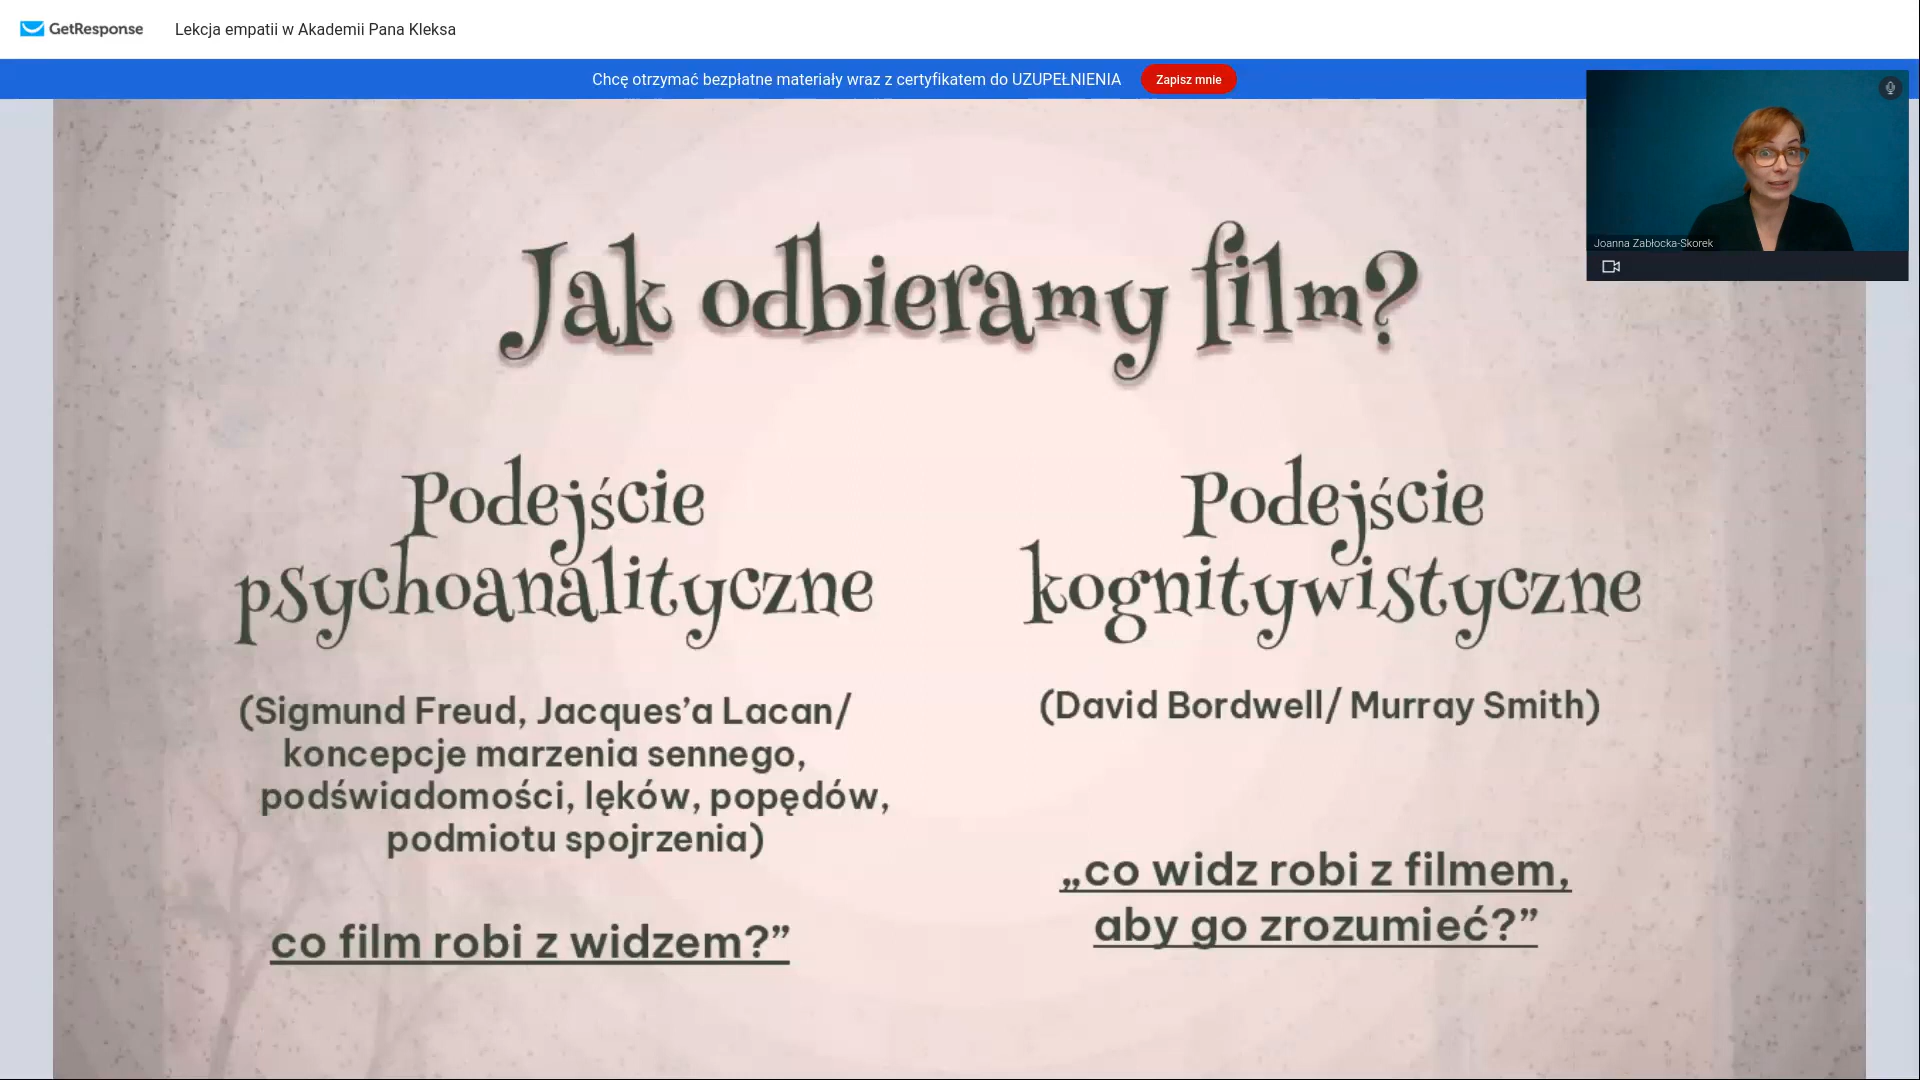 GetResponse
Lekcja empatii w Akademii Pana Kleksa
Chcę otrzymać bezpłatne materiały wraz z certyfikatem do UZUPEŁNIENIA
Zapisz mnie
Joanna Zabłocka-Skorek
Jak odbieramy film?
Podejście
psychoanalityczne
(Sigmund Freud, Jacques’a Lacan/
koncepcje marzenia sennego,
podświadomości, lęków, popędów,
podmiotu spojrzenia)
co film robi z widzem?”
Podejście
kognitywistyczne
(David Bordwell/ Murray Smith)
„co widz robi z filmem,
aby go zrozumieć?”